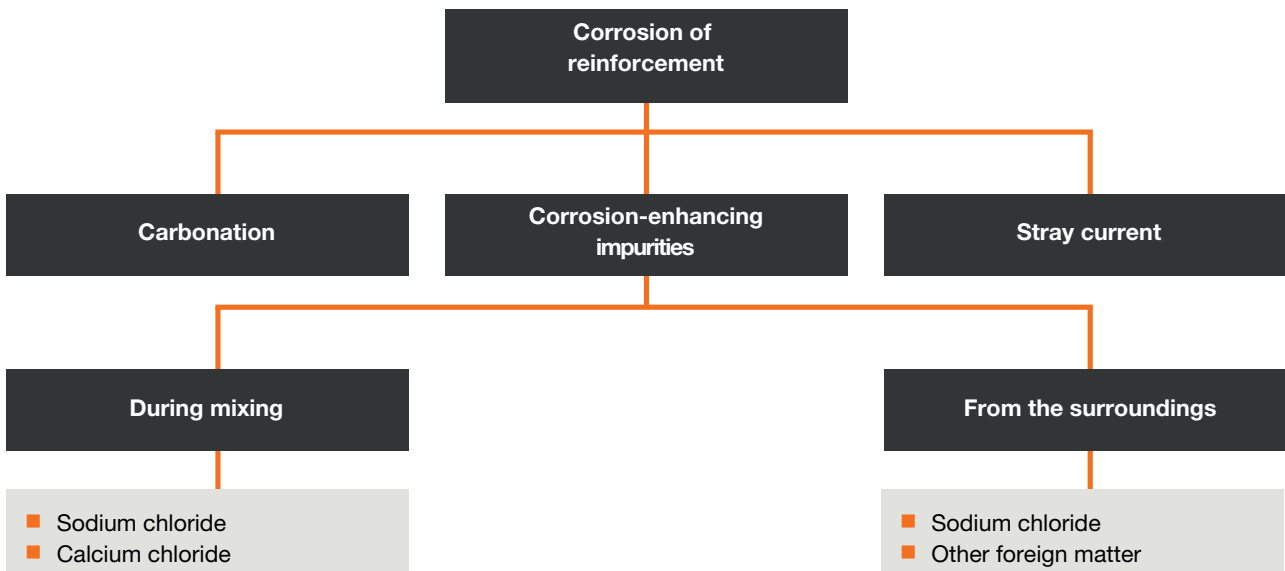 Corrosion of
reinforcement
Carbonation
Corrosion-enhancing
impurities
Stray current
During mixing
From the surroundings
Sodium chloride
Calcium chloride
Sodium chloride
Other foreign matter